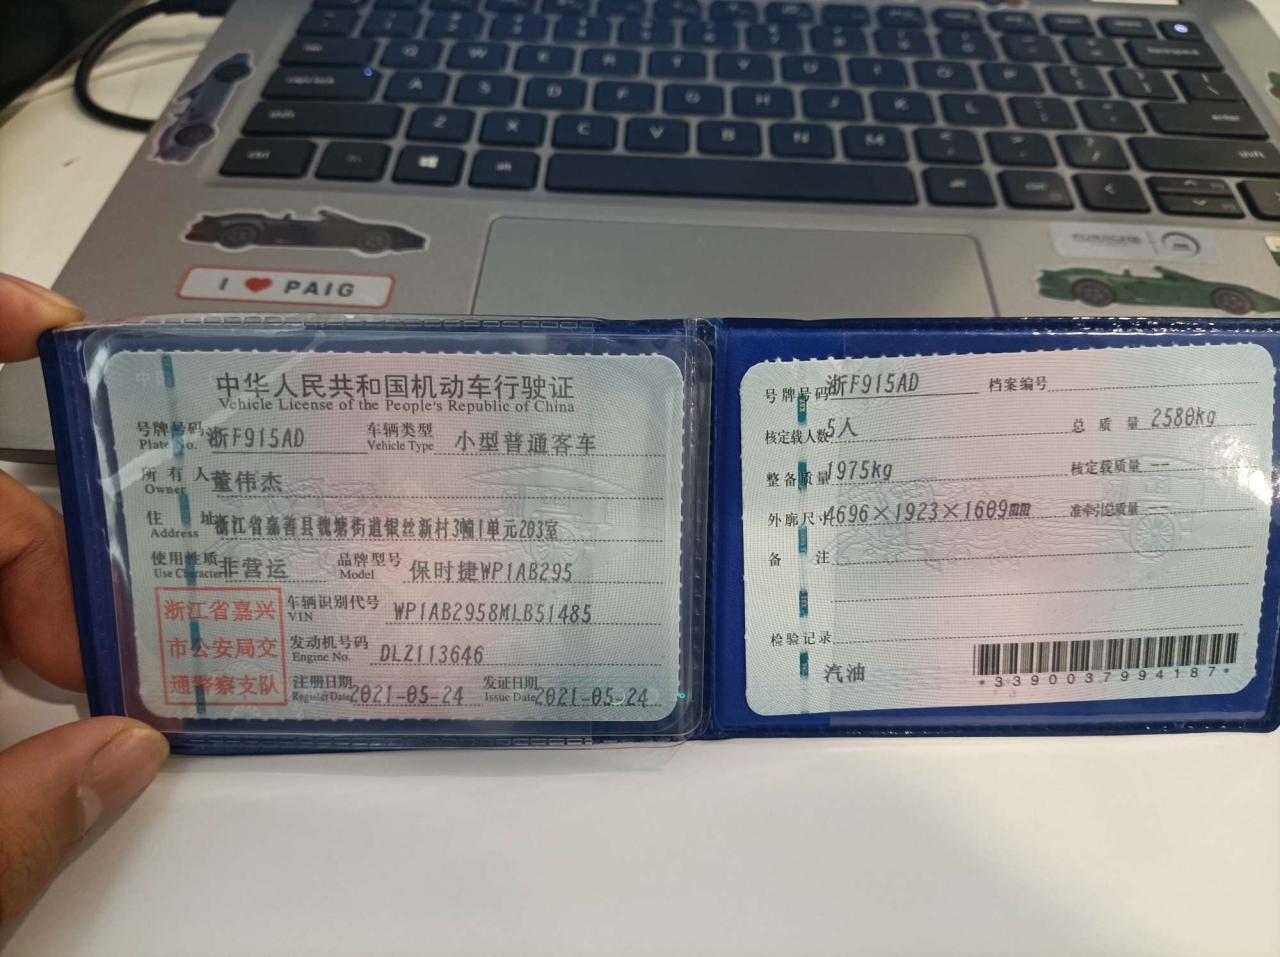 caps lock
Q W E R T Y U I O P
backspace
A S D F G H J K L
enter
shift Z X C V B N M shift
ctrl fn alt alt ctrl
I ❤ PAIG
中华人民共和国机动车行驶证
Vehicle License of the People's Republic of China
号牌号码 浙F915AD 车辆类型 小型普通客车
Plate No. Vehicle Type
所有人 董伟杰
Owner
住址 浙江省嘉善县魏塘街道银丝新村3幢1单元203室
Address
使用性质 非营运 品牌型号 保时捷WP1AB295
Use Character Model
浙江省嘉兴
市公安局交
通警察支队
车辆识别代号 WP1AB2958MLB51485
VIN
发动机号码 DLZ113646
Engine No.
注册日期 2021-05-24 发证日期 2021-05-24
Register Date Issue Date
号牌号码 浙F915AD 档案编号
核定载人数 5人 总质量 2580kg
整备质量 1975kg 核定载质量 --
外廓尺寸 4696×1923×1609mm 准牵引总质量 --
备注
检验记录
汽油
*3390037994187*